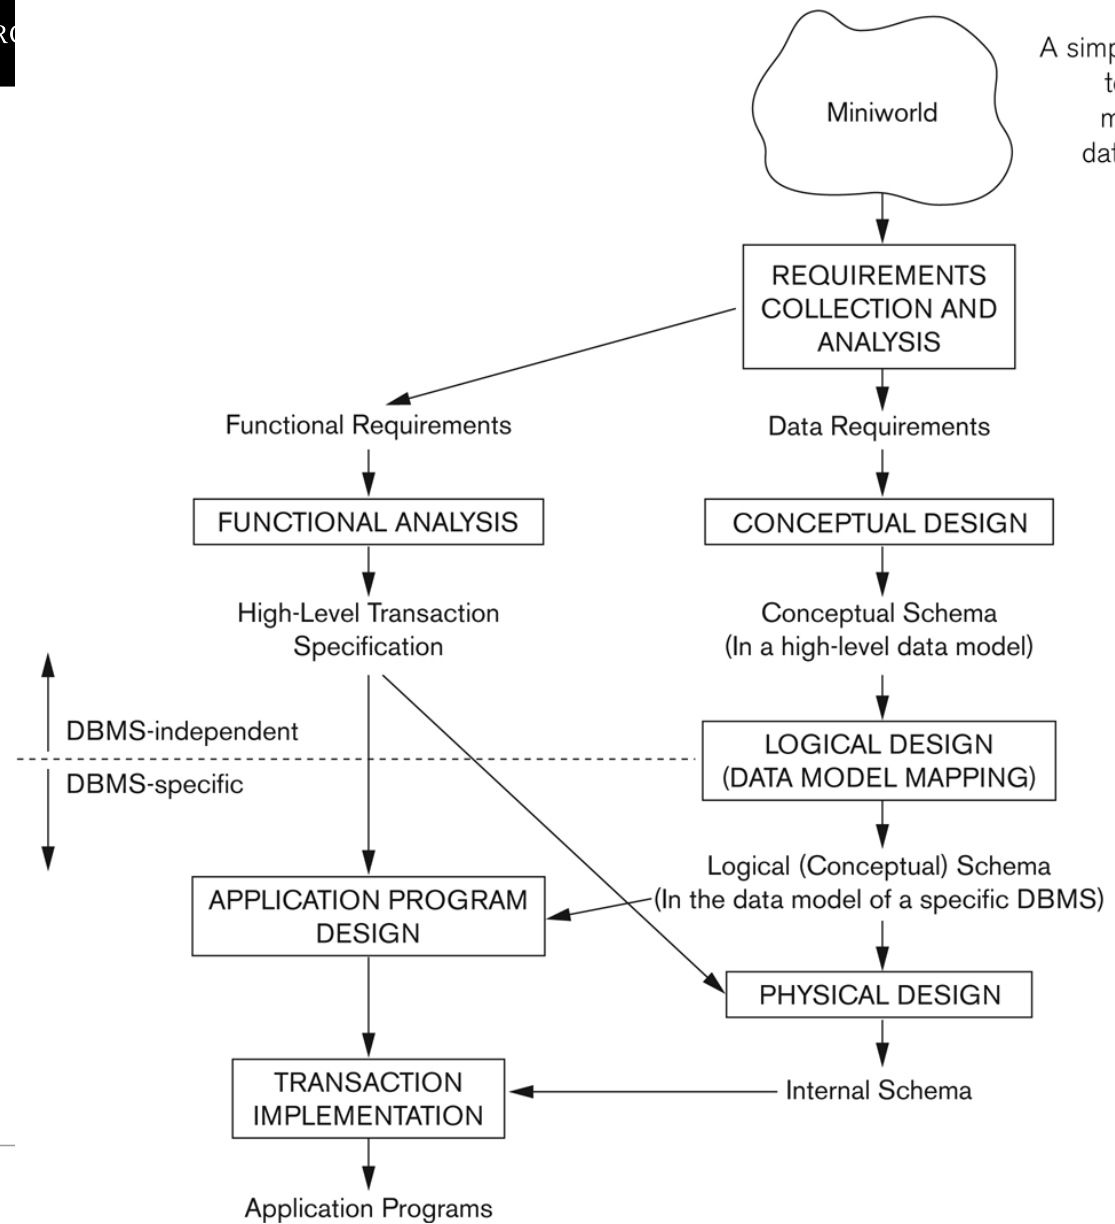 Miniworld
REQUIREMENTS
COLLECTION AND
ANALYSIS
Functional Requirements
Data Requirements
FUNCTIONAL ANALYSIS
CONCEPTUAL DESIGN
High-Level Transaction
Specification
Conceptual Schema
(In a high-level data model)
DBMS-independent
DBMS-specific
LOGICAL DESIGN
(DATA MODEL MAPPING)
Logical (Conceptual) Schema
(In the data model of a specific DBMS)
APPLICATION PROGRAM
DESIGN
PHYSICAL DESIGN
TRANSACTION
IMPLEMENTATION
Internal Schema
Application Programs
A